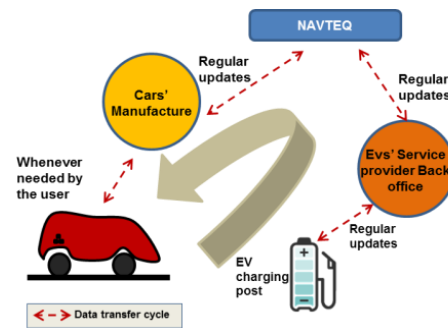 NAVTEQ
Regular
updates
Cars'
Manufacture
Regular
updates
Whenever
needed by
the user
Evs' Service
provider Back
office
Regular
updates
EV
charging
post
Data transfer cycle